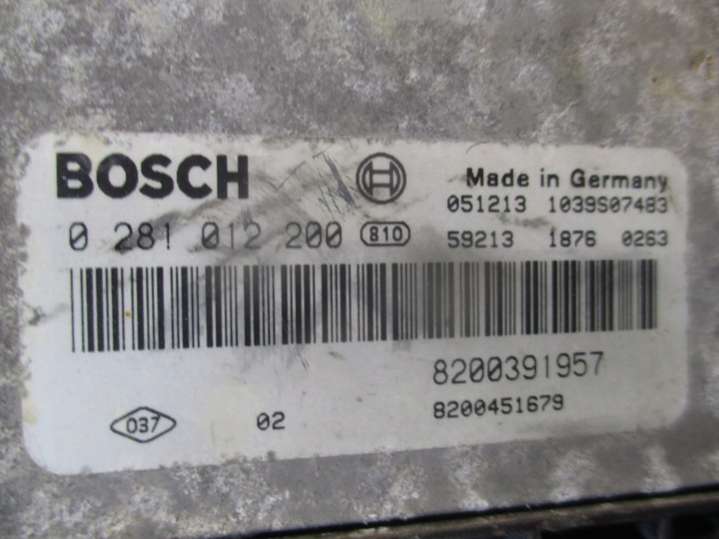 BOSCH Made in Germany
051213 1039S07483
0 281 012 200 810 59213 1876 0263
8200391957
037 02 8200451679